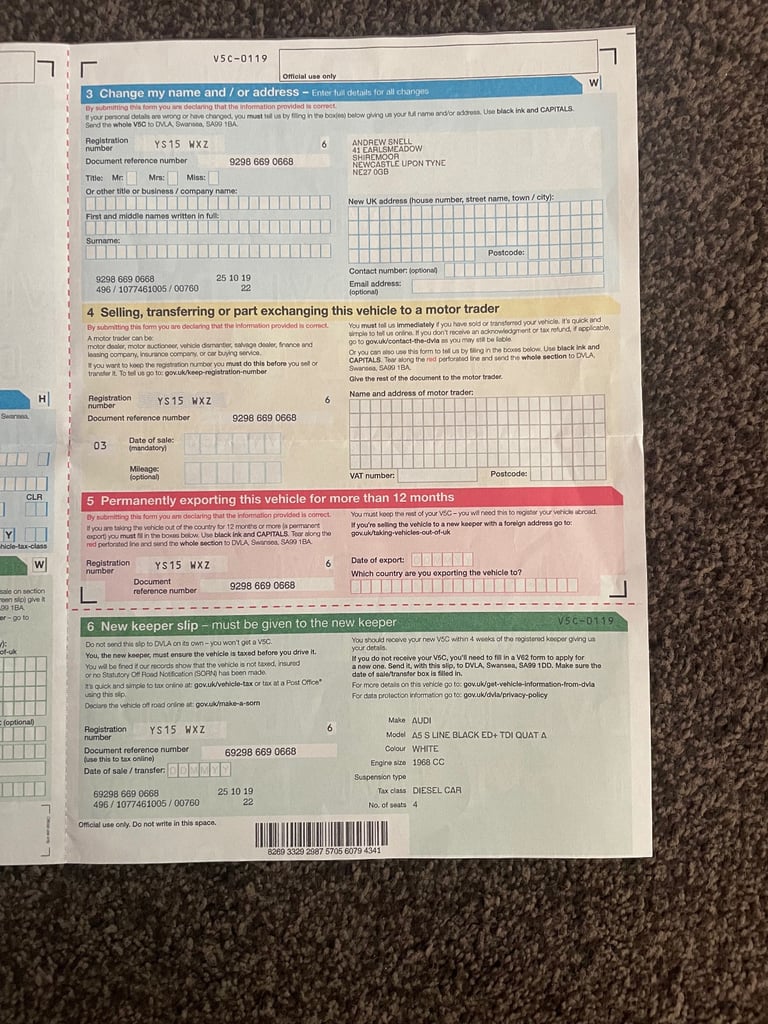 V5C-0119
Official use only
3 Change my name and / or address – Enter full details for all changes
W
By submitting this form you are declaring that the information provided is correct.
If your personal details are wrong or have changed, you must tell us by filling in the box(es) below giving us your full name and/or address. Use black ink and CAPITALS.
Send the whole V5C to DVLA, Swansea, SA99 1BA.
Registration number YS15 WXZ 6
Document reference number 9298 669 0668
Title: Mr: Mrs: Miss:
Or other title or business / company name:
First and middle names written in full:
Surname:
9298 669 0668 25 10 19
496 / 1077461005 / 00760 22
ANDREW SNELL
41 EARLSMEADOW
SHIREMOOR
NEWCASTLE UPON TYNE
NE27 0GB
New UK address (house number, street name, town / city):
Postcode:
Contact number: (optional)
Email address:
(optional)
4 Selling, transferring or part exchanging this vehicle to a motor trader
By submitting this form you are declaring that the information provided is correct.
A motor trader can be:
motor dealer, motor auctioneer, vehicle dismantler, salvage dealer, finance and
leasing company, insurance company, or car buying service.
If you want to keep the registration number you must do this before you sell or
transfer it. To tell us go to: gov.uk/keep-registration-number
Registration number YS15 WXZ 6
Document reference number 9298 669 0668
03 Date of sale:
(mandatory)
Mileage:
(optional)
You must tell us immediately if you have sold or transferred your vehicle. It's quick and
simple to tell us online. If you don't receive an acknowledgment or tax refund, if applicable,
go to gov.uk/contact-the-dvla as you may still be liable.
Or you can also use this form to tell us by filling in the boxes below. Use black ink and
CAPITALS. Tear along the red perforated line and send the whole section to DVLA,
Swansea, SA99 1BA.
Give the rest of the document to the motor trader.
Name and address of motor trader:
VAT number: Postcode:
5 Permanently exporting this vehicle for more than 12 months
By submitting this form you are declaring that the information provided is correct.
If you are taking the vehicle out of the country for 12 months or more (a permanent
export) you must fill in the boxes below. Use black ink and CAPITALS. Tear along the
red perforated line and send the whole section to DVLA, Swansea, SA99 1BA.
Registration number YS15 WXZ 6
Document
reference number 9298 669 0668
You must keep the rest of your V5C – you will need this to register your vehicle abroad.
If you're selling the vehicle to a new keeper with a foreign address go to:
gov.uk/taking-vehicles-out-of-uk
Date of export:
Which country are you exporting the vehicle to?
6 New keeper slip – must be given to the new keeper
V5C-0119
Do not send this slip to DVLA on its own – you won't get a V5C.
You, the new keeper, must ensure the vehicle is taxed before you drive it.
You will be fined if our records show that the vehicle is not taxed, insured
or no Statutory Off Road Notification (SORN) has been made.
It's quick and simple to tax online at: gov.uk/vehicle-tax or tax at a Post Office®
using this slip.
Declare the vehicle off road online at: gov.uk/make-a-sorn
Registration number YS15 WXZ 6
Document reference number
(use this to tax online) 69298 669 0668
Date of sale / transfer: D D M M Y Y
69298 669 0668 25 10 19
496 / 1077461005 / 00760 22
You should receive your new V5C within 4 weeks of the registered keeper giving us
your details.
If you do not receive your V5C, you'll need to fill in a V62 form to apply for
a new one. Send it, with this slip, to DVLA, Swansea, SA99 1DD. Make sure the
date of sale/transfer box is filled in.
For more details on this vehicle go to: gov.uk/get-vehicle-information-from-dvla
For data protection information go to: gov.uk/dvla/privacy-policy
Make AUDI
Model A5 S LINE BLACK ED+ TDI QUAT A
Colour WHITE
Engine size 1968 CC
Suspension type
Tax class DIESEL CAR
No. of seats 4
Official use only. Do not write in this space.
8269 3329 2987 5705 6079 4341
H
Swansea,
CLR
Y
hicle-tax-class
W
sale on section
reen slip) give it
99 1BA.
er – go to
of-uk
(optional)